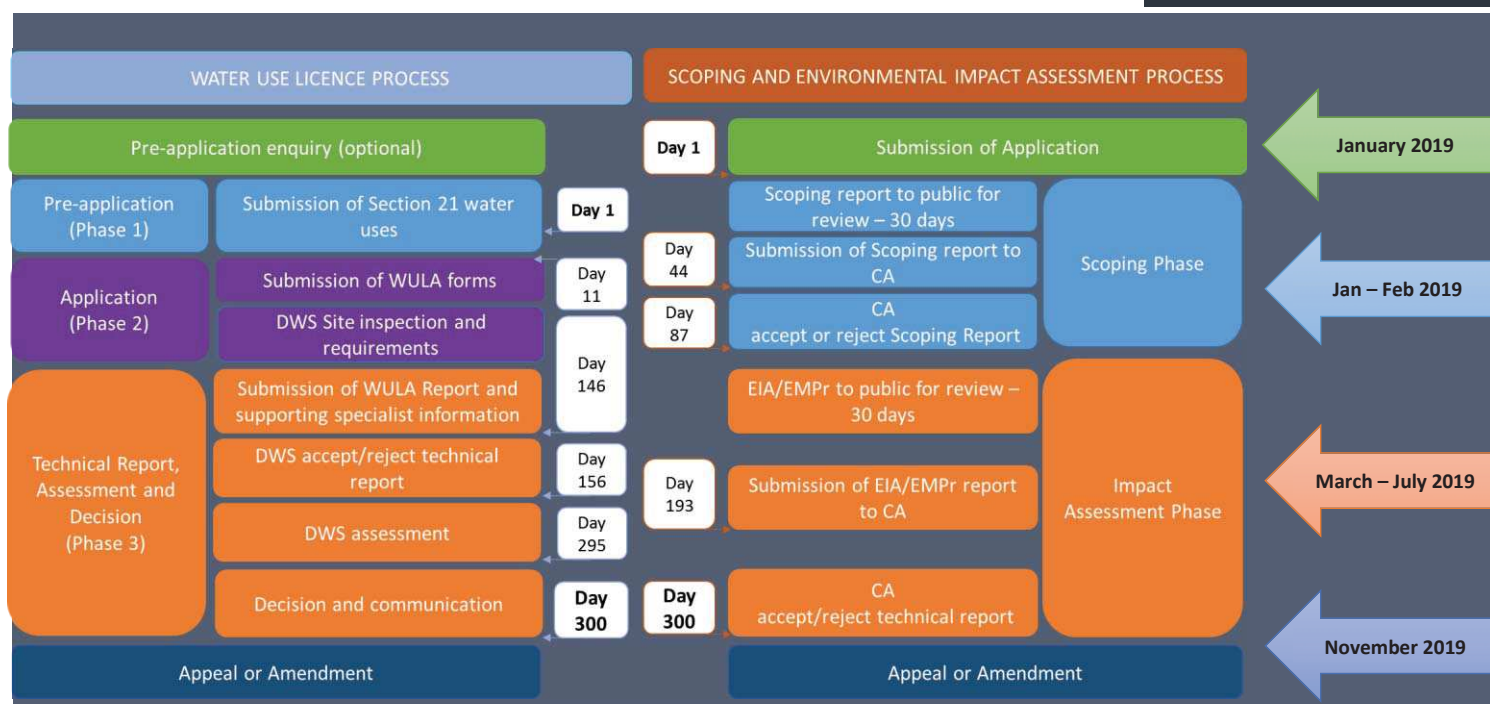 WATER USE LICENCE PROCESS
Pre-application enquiry (optional)
Pre-application
(Phase 1)
Submission of Section 21 water
uses
Day 1
Application
(Phase 2)
Submission of WULA forms
Day
11
DWS Site inspection and
requirements
Day
146
Technical Report,
Assessment and
Decision
(Phase 3)
Submission of WULA Report and
supporting specialist information
DWS accept/reject technical
report
Day
156
DWS assessment
Day
295
Decision and communication
Day
300
Appeal or Amendment
SCOPING AND ENVIRONMENTAL IMPACT ASSESSMENT PROCESS
Day 1
Submission of Application
Scoping report to public for
review – 30 days
Day
44
Submission of Scoping report to
CA
Day
87
CA
accept or reject Scoping Report
Scoping Phase
EIA/EMPr to public for review –
30 days
Day
193
Submission of EIA/EMPr report
to CA
Impact
Assessment Phase
Day
300
CA
accept/reject technical report
Appeal or Amendment
January 2019
Jan – Feb 2019
March – July 2019
November 2019